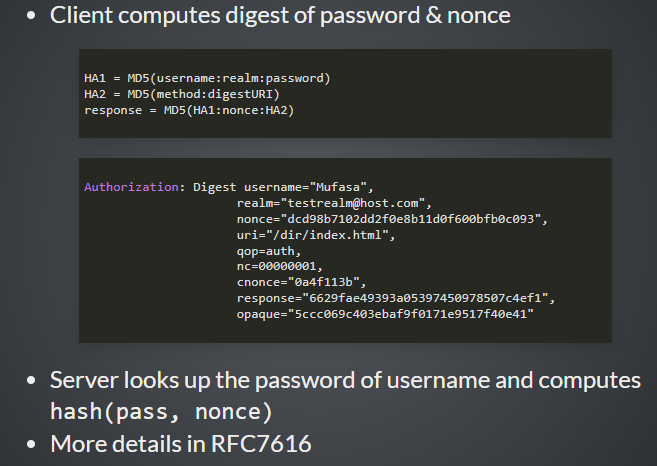 Client computes digest of password & nonce
HA1 = MD5(username:realm:password)
HA2 = MD5(method:digestURI)
response = MD5(HA1:nonce:HA2)
Authorization: Digest username="Mufasa",
realm="testrealm@host.com",
nonce="dcd98b7102dd2f0e8b11d0f600bfb0c093",
uri="/dir/index.html",
qop=auth,
nc=00000001,
cnonce="0a4f113b",
response="6629fae49393a05397450978507c4ef1",
opaque="5ccc069c403ebaf9f0171e9517f40e41"
Server looks up the password of username and computes
hash(pass, nonce)
More details in RFC7616